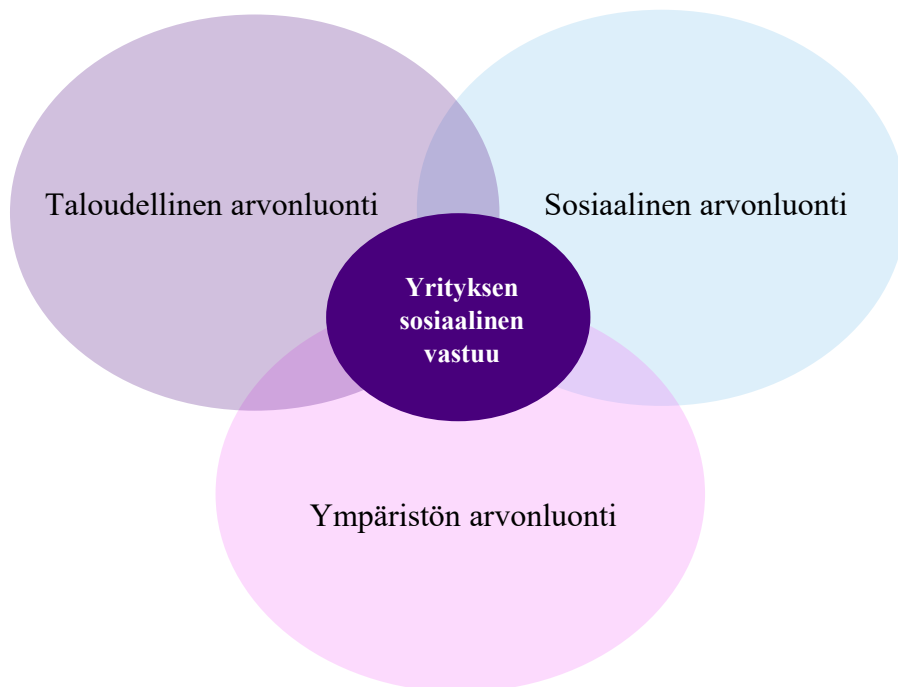 Taloudellinen arvonluonti
Sosiaalinen arvonluonti
Yrityksen
sosiaalinen
vastuu
Ympäristön arvonluonti